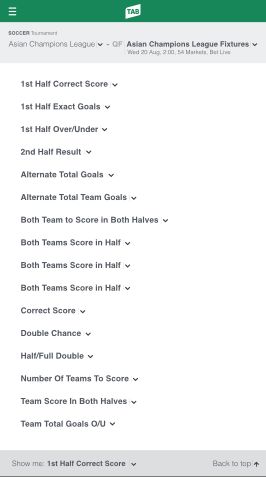 TAB
SOCCER Tournament
Asian Champions League - QF Asian Champions League Fixtures
Wed 20 Aug, 2:00, 54 Markets, Bet Live
1st Half Correct Score
1st Half Exact Goals
1st Half Over/Under
2nd Half Result
Alternate Total Goals
Alternate Total Team Goals
Both Team to Score in Both Halves
Both Teams Score in Half
Both Teams Score in Half
Both Teams Score in Half
Correct Score
Double Chance
Half/Full Double
Number Of Teams To Score
Team Score In Both Halves
Team Total Goals O/U
Show me: 1st Half Correct Score
Back to top